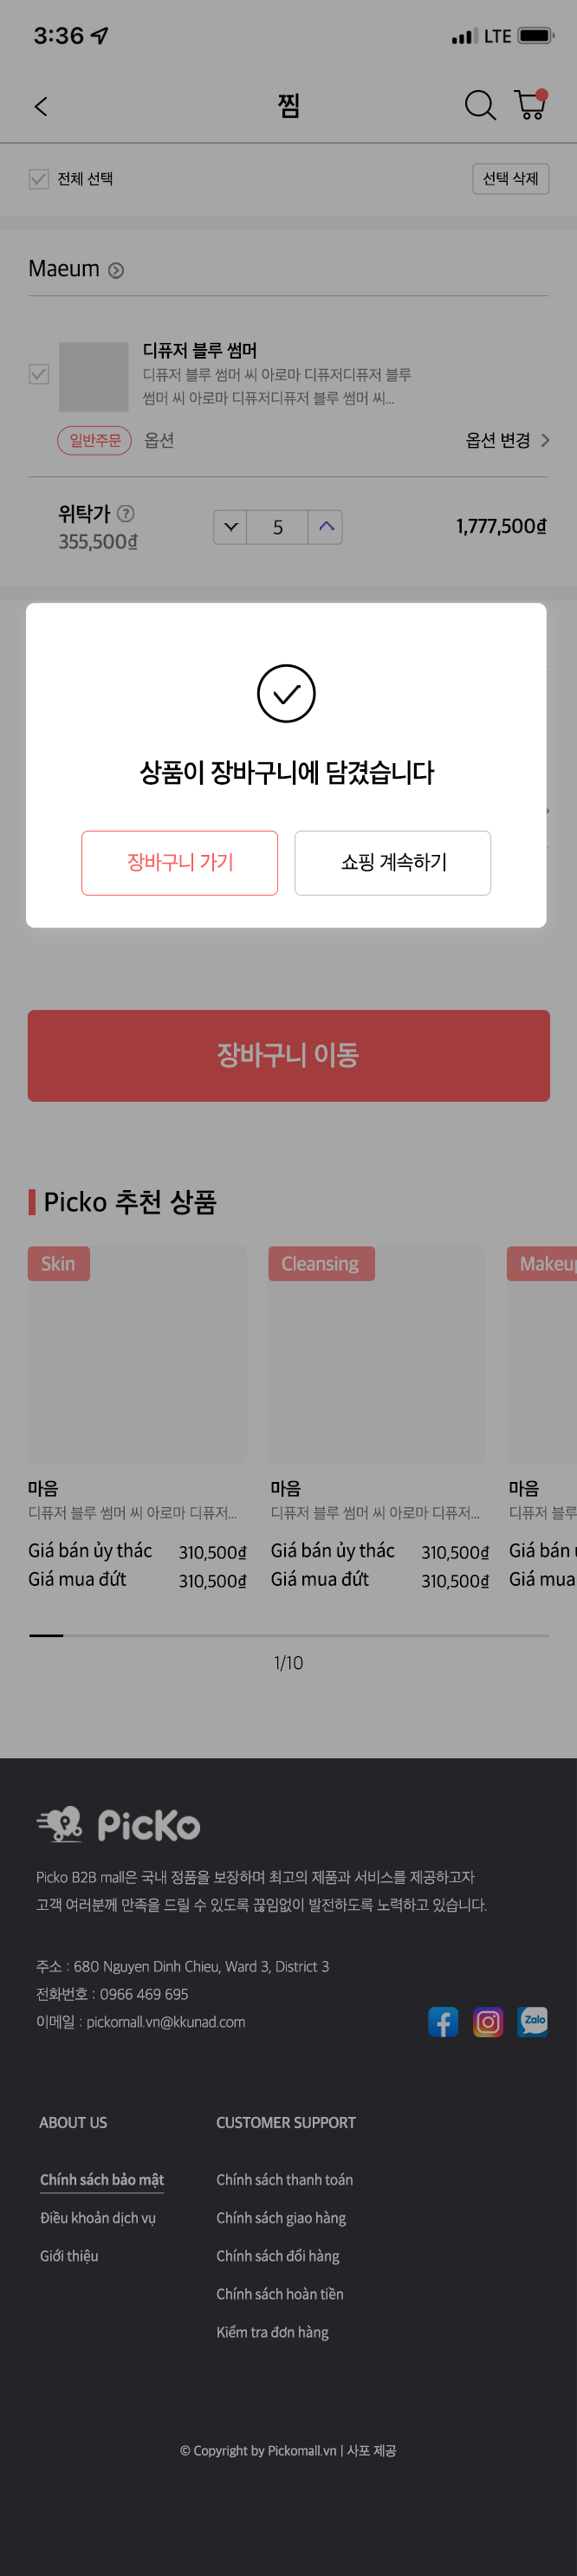 3:36 LTE
찜
전체 선택 선택 삭제
Maeum
디퓨저 블루 썸머
디퓨저 블루 썸머 씨 아로마 디퓨저디퓨저 블루
썸머 씨 아로마 디퓨저디퓨저 블루 썸머 씨...
일반주문 옵션 옵션 변경
위탁가 ?
355,500₫
5
1,777,500₫
상품이 장바구니에 담겼습니다
장바구니 가기 쇼핑 계속하기
장바구니 이동
Picko 추천 상품
Skin Cleansing Makeup
마음 마음 마음
디퓨저 블루 썸머 씨 아로마 디퓨저... 디퓨저 블루 썸머 씨 아로마 디퓨저... 디퓨저 블루
Giá bán ủy thác 310,500₫ Giá bán ủy thác 310,500₫ Giá bán
Giá mua đứt 310,500₫ Giá mua đứt 310,500₫ Giá mua
1/10
PicKo
Picko B2B mall은 국내 정품을 보장하며 최고의 제품과 서비스를 제공하고자
고객 여러분께 만족을 드릴 수 있도록 끊임없이 발전하도록 노력하고 있습니다.
주소 : 680 Nguyen Dinh Chieu, Ward 3, District 3
전화번호 : 0966 469 695
이메일 : pickomall.vn@kkunad.com
Zalo
ABOUT US CUSTOMER SUPPORT
Chính sách bảo mật Chính sách thanh toán
Điều khoản dịch vụ Chính sách giao hàng
Giới thiệu Chính sách đổi hàng
Chính sách hoàn tiền
Kiểm tra đơn hàng
© Copyright by Pickomall.vn | 사포 제공